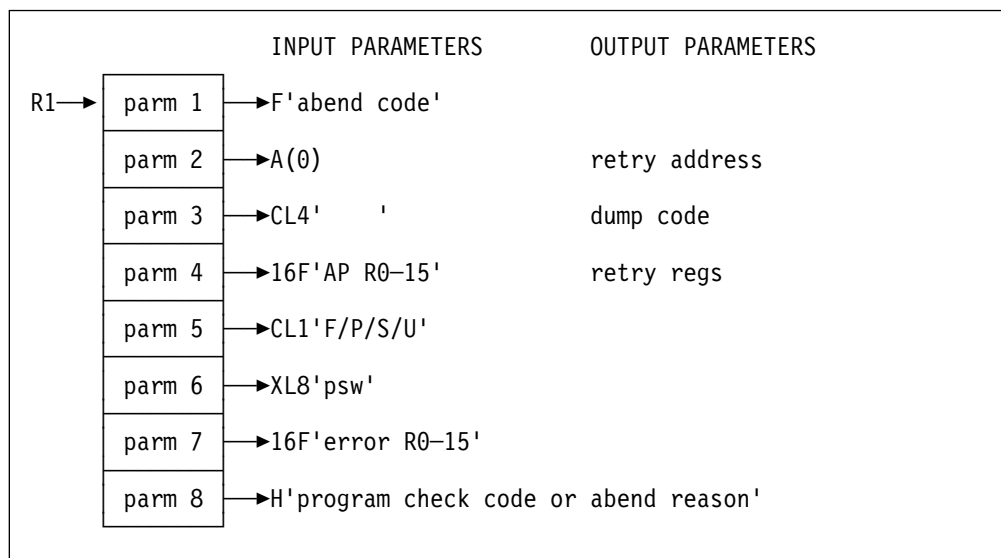 INPUT PARAMETERS OUTPUT PARAMETERS
R1 parm 1 F'abend code'
parm 2 A(0) retry address
parm 3 CL4'    ' dump code
parm 4 16F'AP R0–15' retry regs
parm 5 CL1'F/P/S/U'
parm 6 XL8'psw'
parm 7 16F'error R0–15'
parm 8 H'program check code or abend reason'